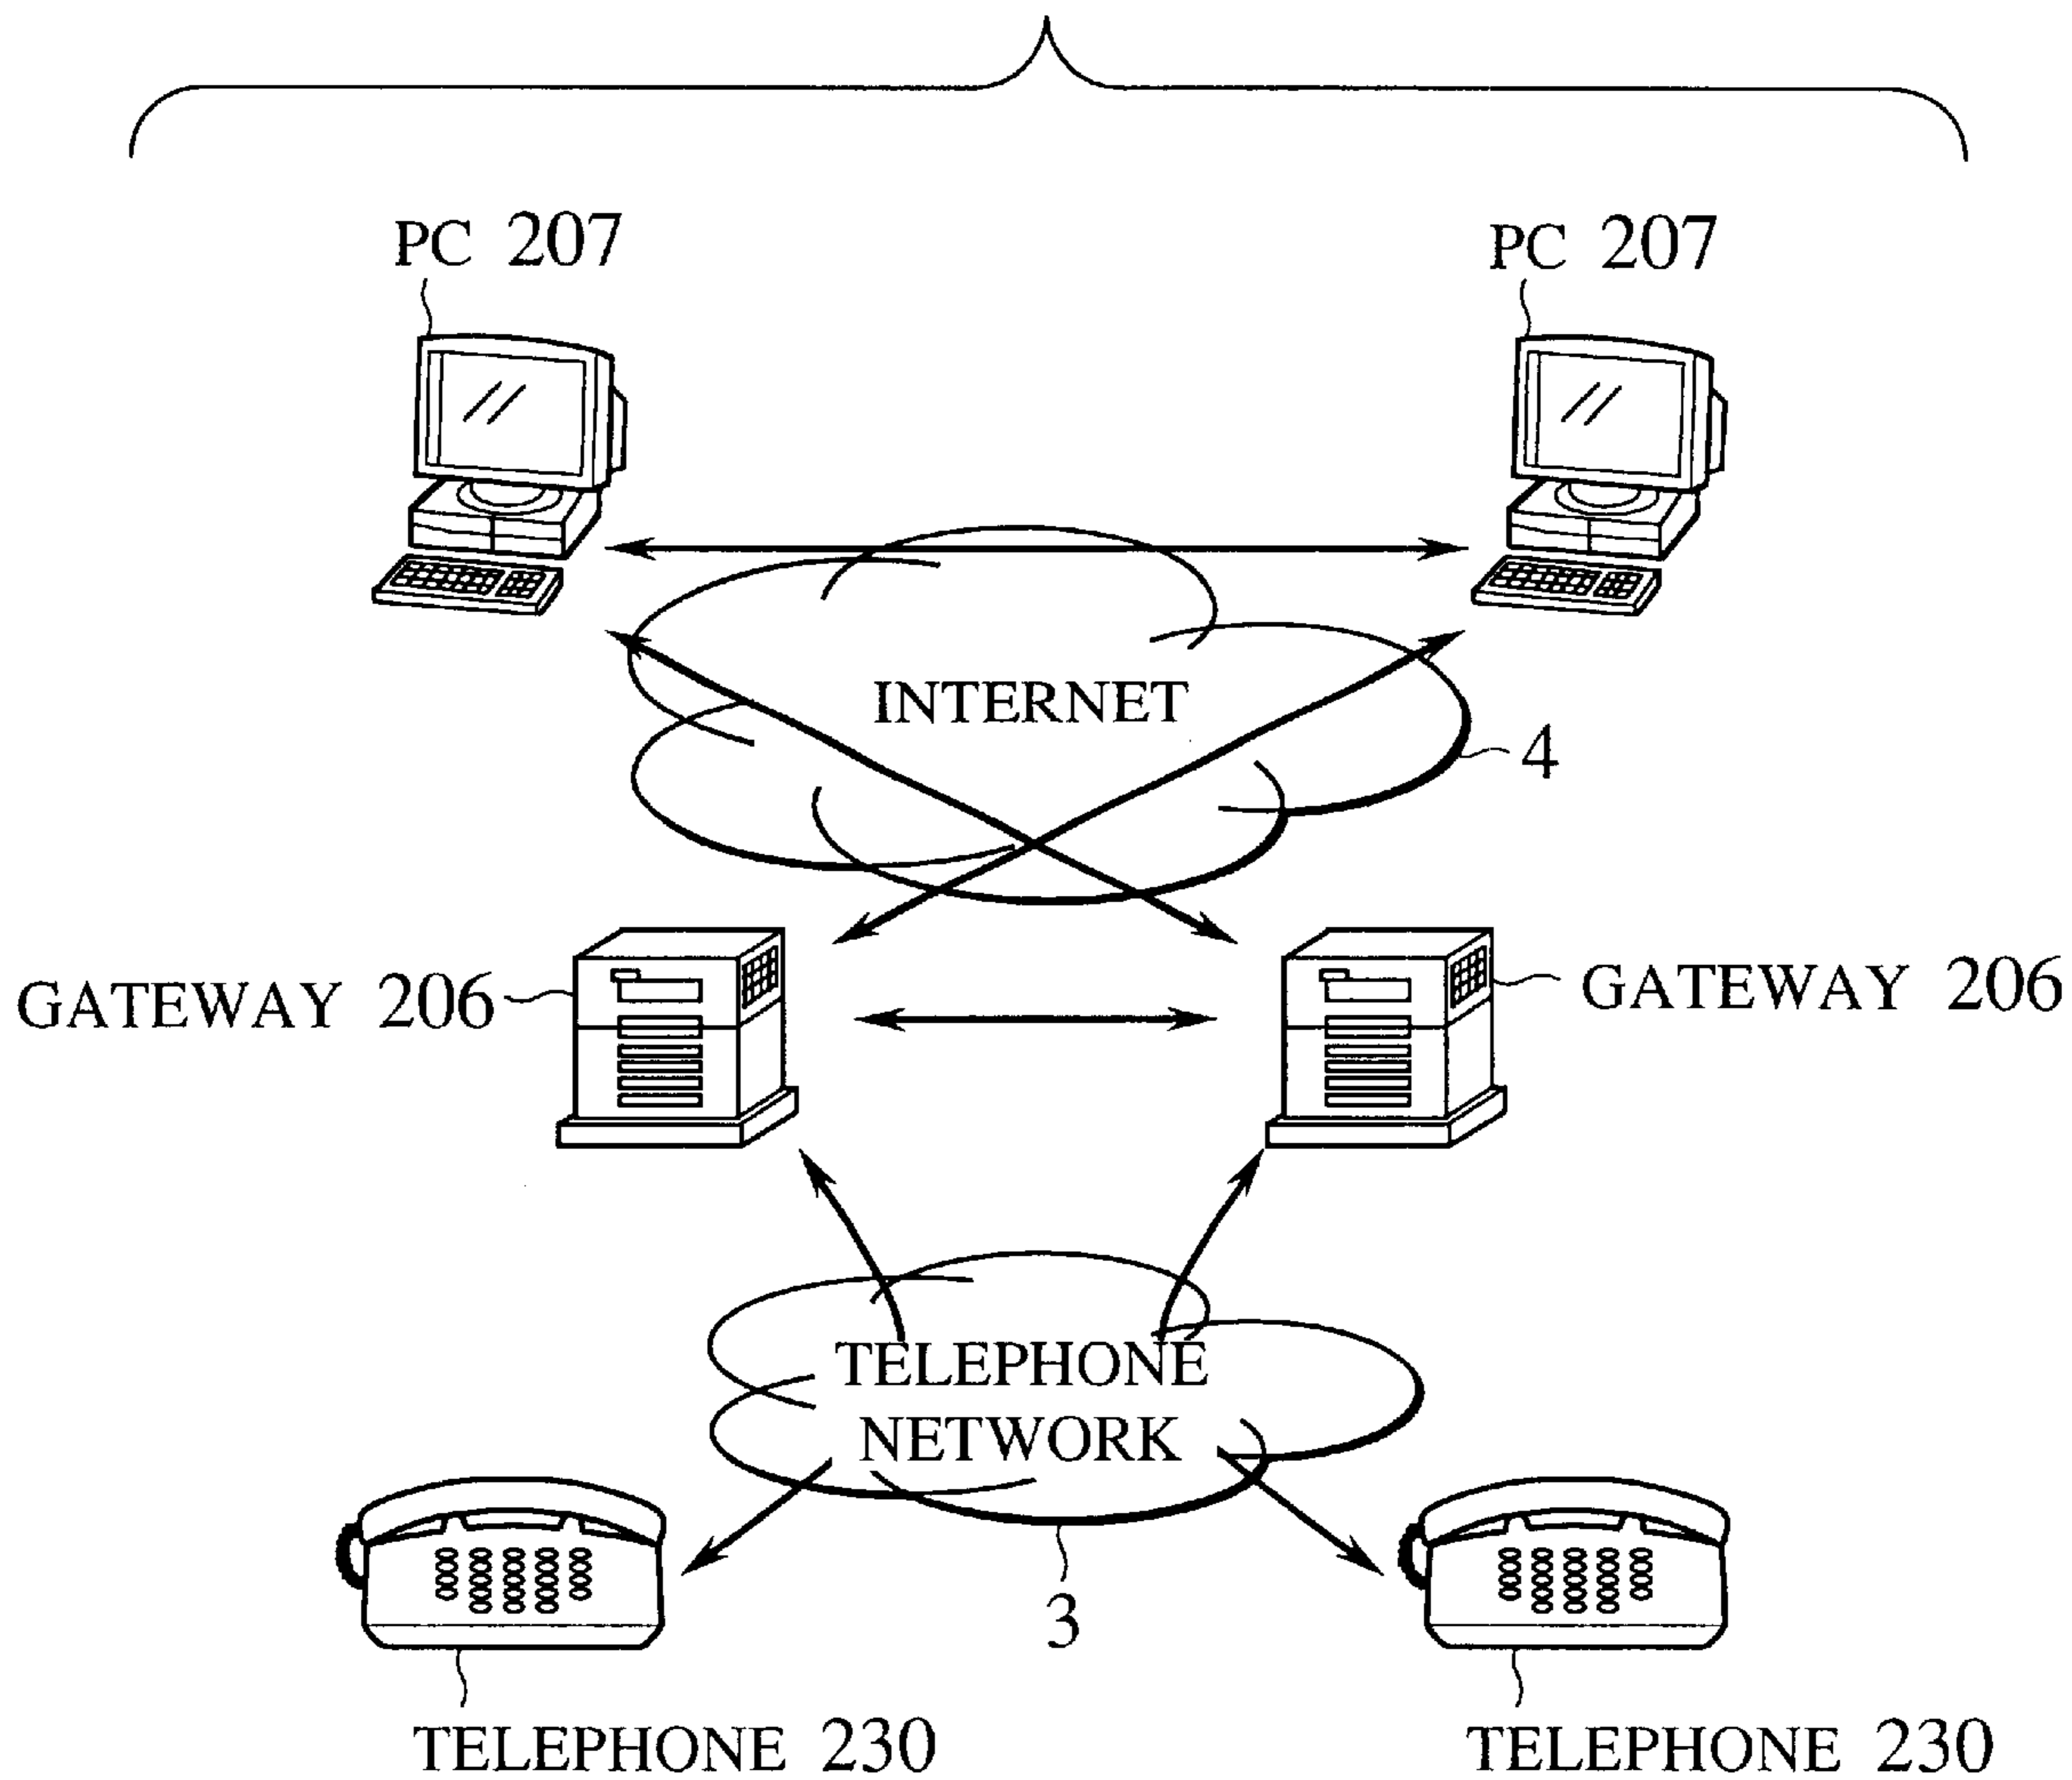 PC 207
PC 207
INTERNET
4
GATEWAY 206
GATEWAY 206
TELEPHONE
NETWORK
3
TELEPHONE 230
TELEPHONE 230